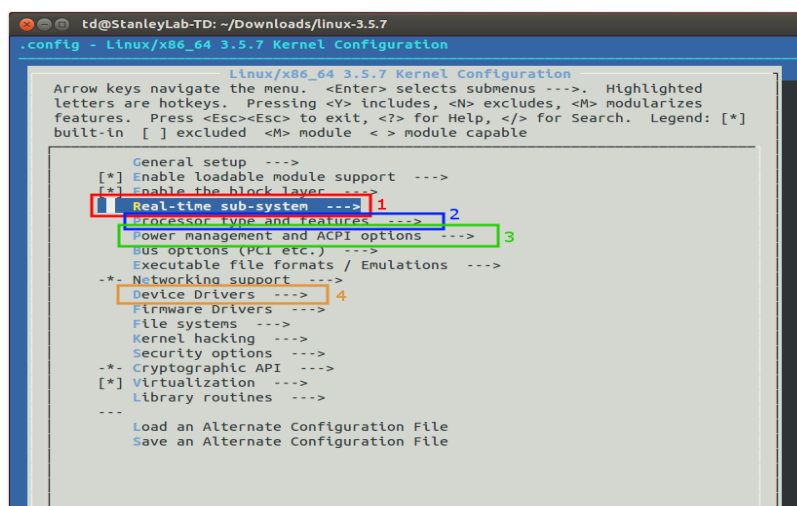 td@StanleyLab-TD: ~/Downloads/linux-3.5.7
.config - Linux/x86_64 3.5.7 Kernel Configuration
Linux/x86_64 3.5.7 Kernel Configuration
Arrow keys navigate the menu.  <Enter> selects submenus --->.  Highlighted
letters are hotkeys.  Pressing <Y> includes, <N> excludes, <M> modularizes
features.  Press <Esc><Esc> to exit, <?> for Help, </> for Search.  Legend: [*]
built-in  [ ] excluded  <M> module  < > module capable
General setup  --->
[*] Enable loadable module support  --->
[*] Enable the block layer  --->
Real-time sub-system  ---> 1
Processor type and features  ---> 2
Power management and ACPI options  ---> 3
Bus options (PCI etc.)  --->
Executable file formats / Emulations  --->
-*- Networking support  --->
Device Drivers  ---> 4
Firmware Drivers  --->
File systems  --->
Kernel hacking  --->
Security options  --->
-*- Cryptographic API  --->
[*] Virtualization  --->
Library routines  --->
---
Load an Alternate Configuration File
Save an Alternate Configuration File